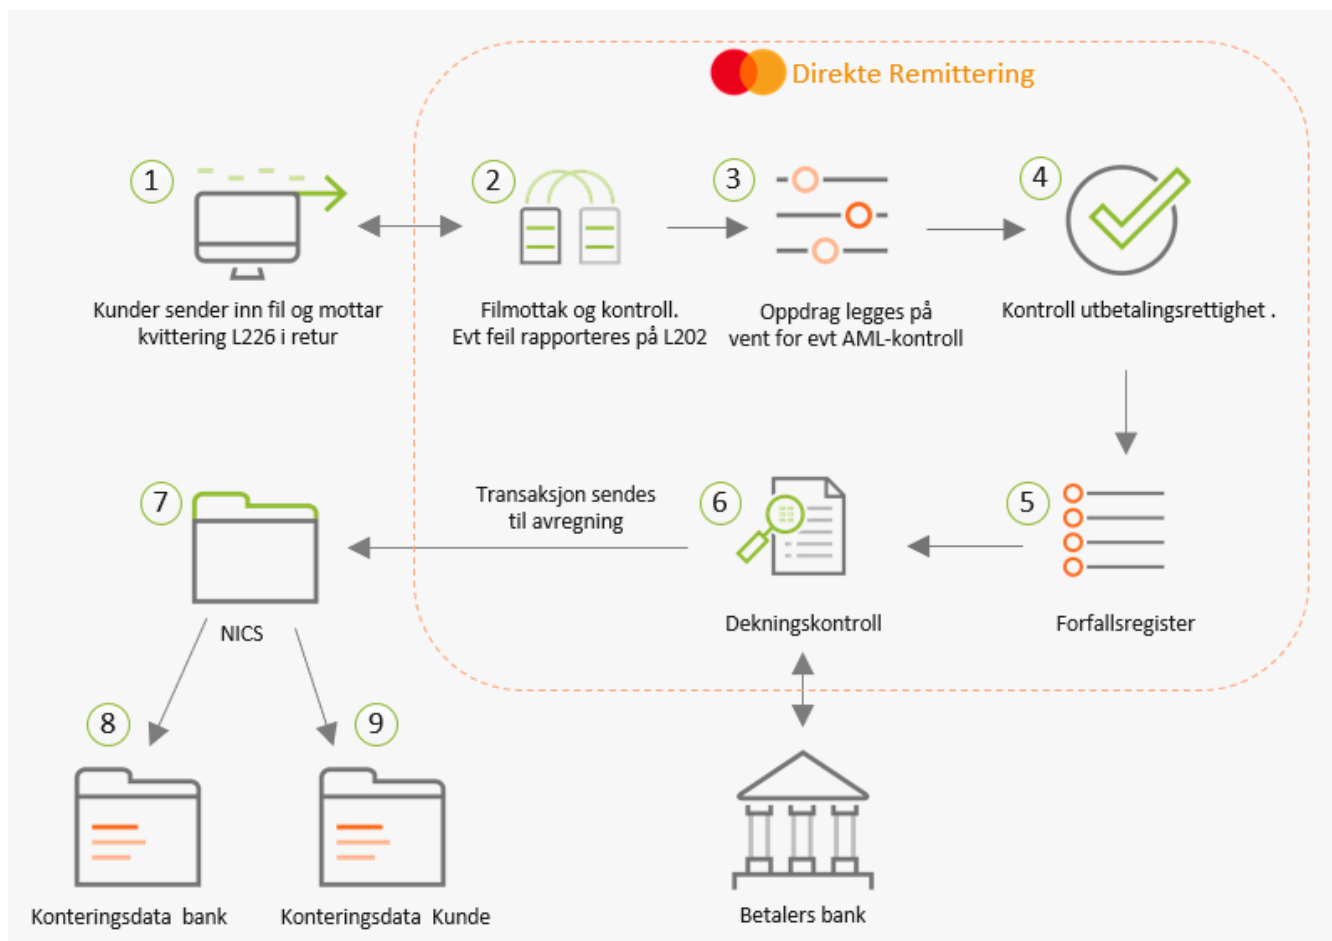 Direkte Remittering
1
Kunder sender inn fil og mottar
kvittering L226 i retur
2
Filmottak og kontroll.
Evt feil rapporteres på L202
3
Oppdrag legges på
vent for evt AML-kontroll
4
Kontroll utbetalingsrettighet .
5
Forfallsregister
6
Dekningskontroll
Transaksjon sendes
til avregning
7
NICS
8
Konteringsdata bank
9
Konteringsdata Kunde
Betalers bank